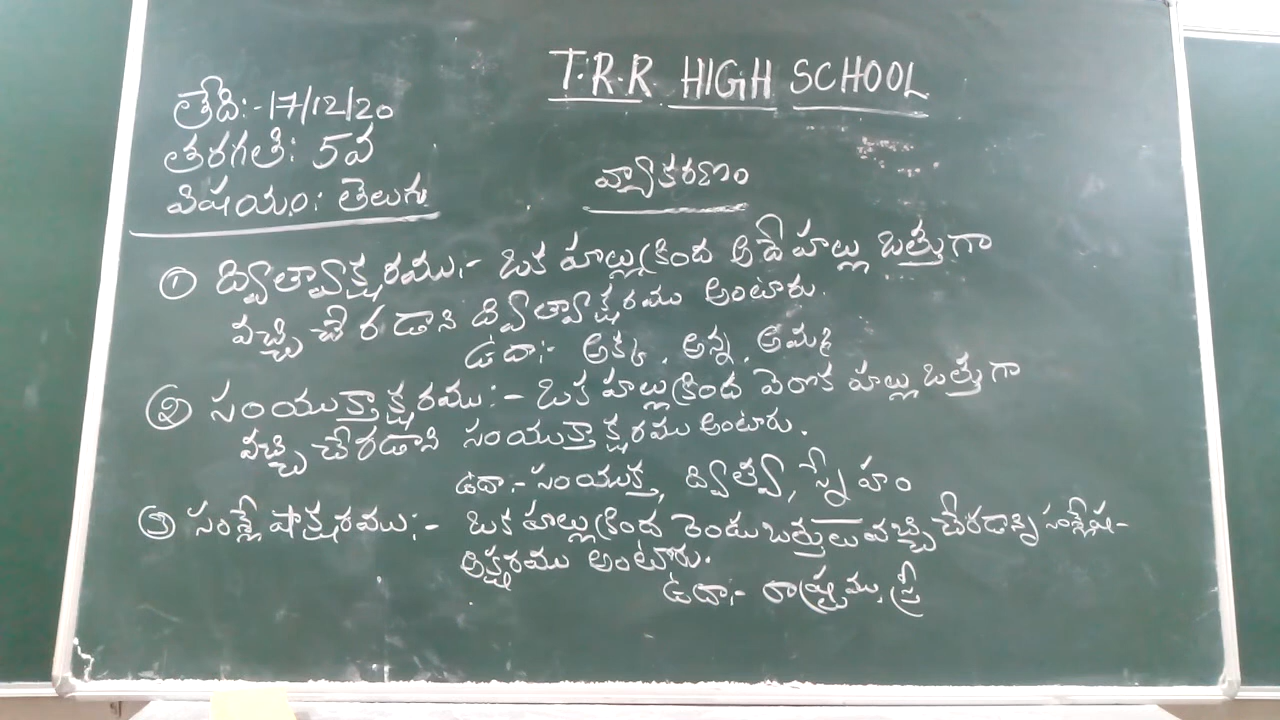 T.R.R HIGH SCHOOL
తేది:-17/12/20
తరగతి: 5వ
విషయం: తెలుగు
వ్యాకరణం
① ద్విత్వాక్షరము:- ఒక హల్లు క్రింద అదే హల్లు ఒత్తుగా
వచ్చి చేరడాని ద్విత్వాక్షరము అంటారు.
ఉదా:- అక్క, అన్న, అమ్మ
② సంయుక్తాక్షరము:- ఒక హల్లు క్రింద వెరొక హల్లు ఒత్తుగా
వచ్చి చేరడాని సంయుక్తాక్షరము అంటారు.
ఉదా:- సంయుక్త, ద్విత్వ, స్నేహం
③ సంశ్లేషాక్షరము:- ఒక హల్లు క్రింద రెండు ఒత్తులు వచ్చి చేరడాన్ని సంశ్లేష-
అక్షరము అంటారు.
ఉదా:- రాష్ట్రము, స్త్రీ